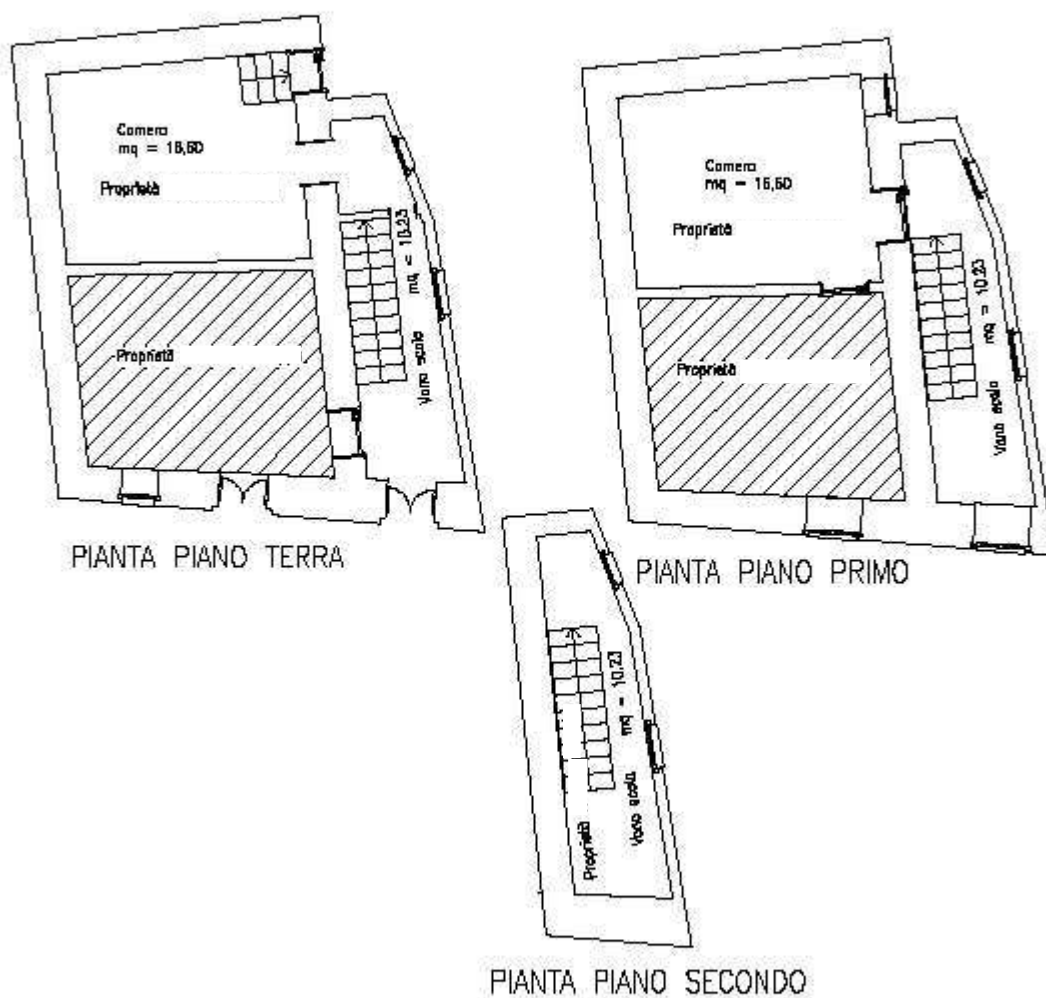 Camera
mq = 16,60
Proprietà
Proprietà
Vano scala
mq = 10.23
PIANTA PIANO TERRA
Camera
mq = 16,60
Proprietà
Proprietà
Vano scala
mq = 10.23
PIANTA PIANO PRIMO
Proprietà
Vano scala
mq = 10.23
PIANTA PIANO SECONDO